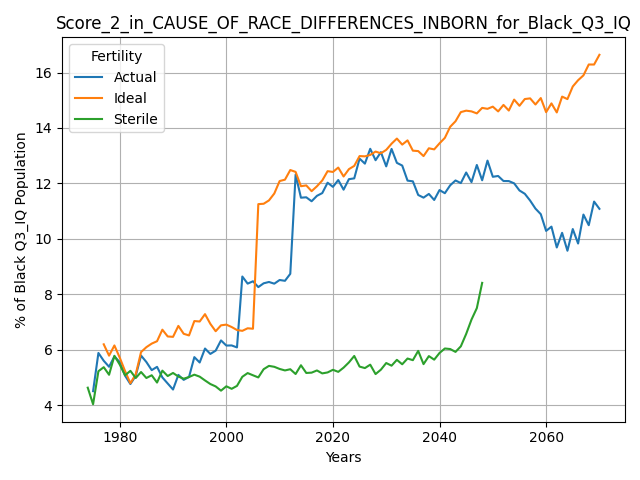 Score_2_in_CAUSE_OF_RACE_DIFFERENCES_INBORN_for_Black_Q3_IQ
Fertility
Actual
Ideal
Sterile
% of Black Q3_IQ Population
16
14
12
10
8
6
4
1980 2000 2020 2040 2060
Years